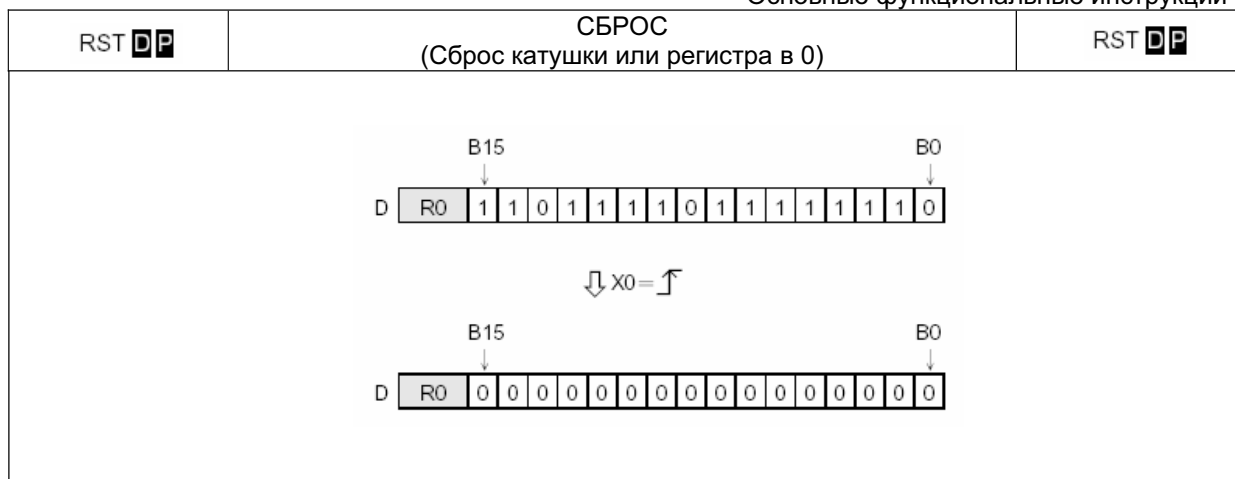 Основные функциональные инструкции
RST D P
СБРОС
(Сброс катушки или регистра в 0)
RST D P
B15 B0
↓ ↓
D R0 1 1 0 1 1 1 1 0 1 1 1 1 1 1 1 0
⇩ X0=↑
B15 B0
↓ ↓
D R0 0 0 0 0 0 0 0 0 0 0 0 0 0 0 0 0